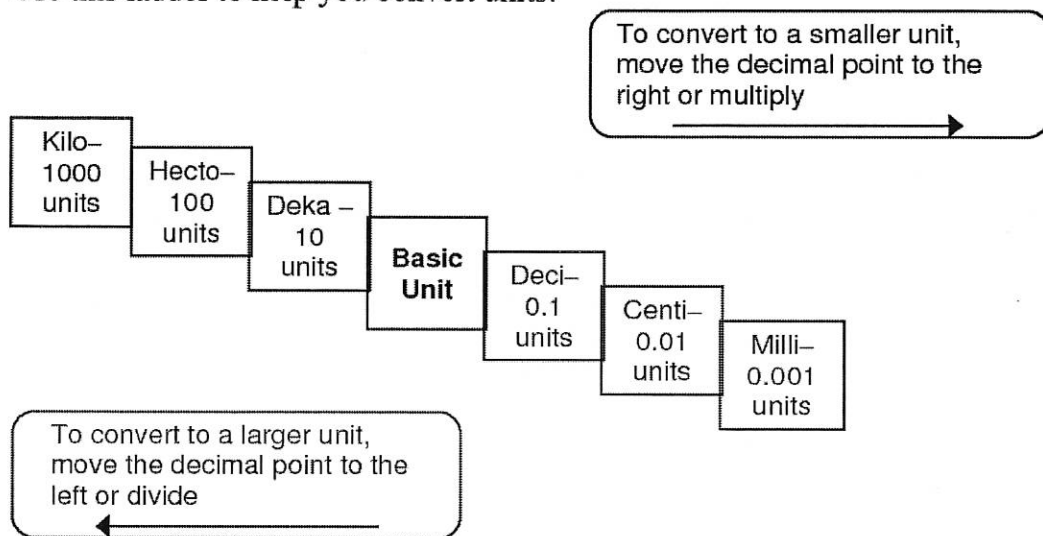 To convert to a smaller unit,
move the decimal point to the
right or multiply
Kilo–
1000
units
Hecto–
100
units
Deka –
10
units
Basic
Unit
Deci–
0.1
units
Centi–
0.01
units
Milli–
0.001
units
To convert to a larger unit,
move the decimal point to the
left or divide